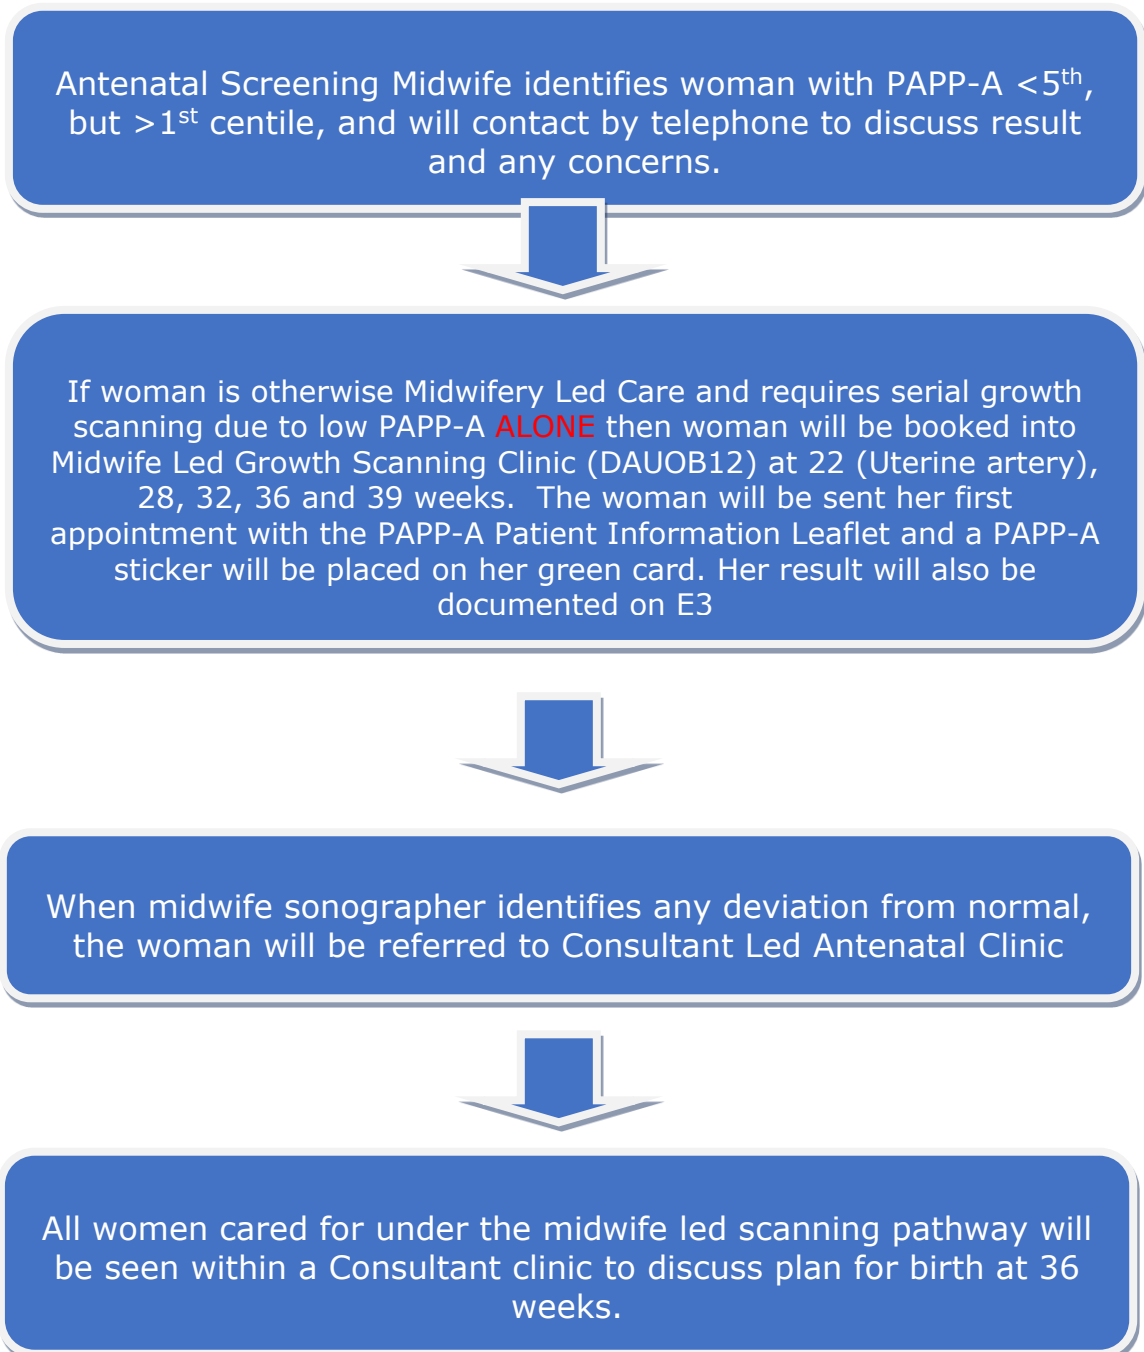 Antenatal Screening Midwife identifies woman with PAPP-A <5th,
but >1st centile, and will contact by telephone to discuss result
and any concerns.
If woman is otherwise Midwifery Led Care and requires serial growth
scanning due to low PAPP-A ALONE then woman will be booked into
Midwife Led Growth Scanning Clinic (DAUOB12) at 22 (Uterine artery),
28, 32, 36 and 39 weeks.  The woman will be sent her first
appointment with the PAPP-A Patient Information Leaflet and a PAPP-A
sticker will be placed on her green card. Her result will also be
documented on E3
When midwife sonographer identifies any deviation from normal,
the woman will be referred to Consultant Led Antenatal Clinic
All women cared for under the midwife led scanning pathway will
be seen within a Consultant clinic to discuss plan for birth at 36
weeks.